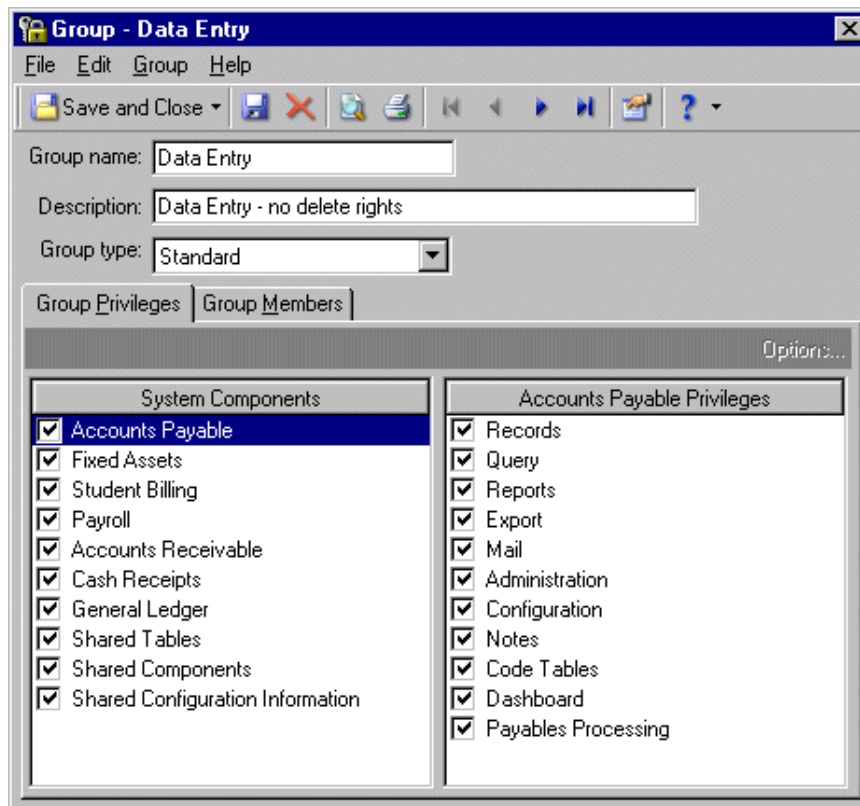 Group - Data Entry
File Edit Group Help
Save and Close
Group name: Data Entry
Description: Data Entry - no delete rights
Group type: Standard
Group Privileges Group Members
Options...
System Components
Accounts Payable
Fixed Assets
Student Billing
Payroll
Accounts Receivable
Cash Receipts
General Ledger
Shared Tables
Shared Components
Shared Configuration Information
Accounts Payable Privileges
Records
Query
Reports
Export
Mail
Administration
Configuration
Notes
Code Tables
Dashboard
Payables Processing